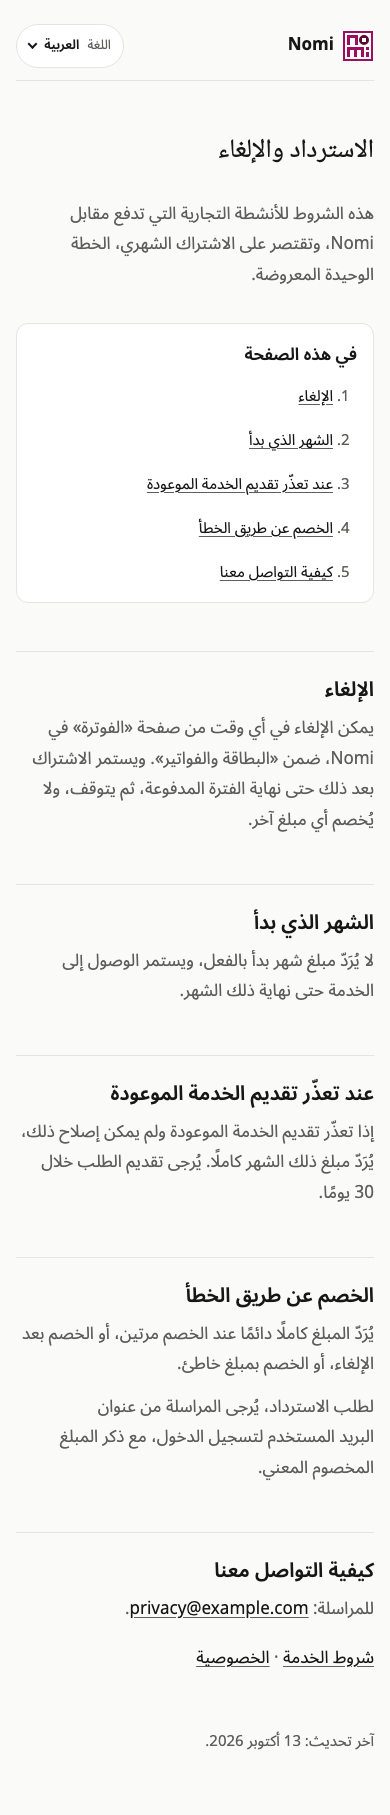 Nomi
اللغة العربية
الاسترداد والإلغاء
هذه الشروط للأنشطة التجارية التي تدفع مقابل
Nomi، وتقتصر على الاشتراك الشهري، الخطة
الوحيدة المعروضة.
في هذه الصفحة
1. الإلغاء
2. الشهر الذي بدأ
3. عند تعذّر تقديم الخدمة الموعودة
4. الخصم عن طريق الخطأ
5. كيفية التواصل معنا
الإلغاء
يمكن الإلغاء في أي وقت من صفحة «الفوترة» في
Nomi، ضمن «البطاقة والفواتير». ويستمر الاشتراك
بعد ذلك حتى نهاية الفترة المدفوعة، ثم يتوقف، ولا
يُخصم أي مبلغ آخر.
الشهر الذي بدأ
لا يُرَدّ مبلغ شهر بدأ بالفعل، ويستمر الوصول إلى
الخدمة حتى نهاية ذلك الشهر.
عند تعذّر تقديم الخدمة الموعودة
إذا تعذّر تقديم الخدمة الموعودة ولم يمكن إصلاح ذلك،
يُرَدّ مبلغ ذلك الشهر كاملًا. يُرجى تقديم الطلب خلال
30 يومًا.
الخصم عن طريق الخطأ
يُرَدّ المبلغ كاملًا دائمًا عند الخصم مرتين، أو الخصم بعد
الإلغاء، أو الخصم بمبلغ خاطئ.
لطلب الاسترداد، يُرجى المراسلة من عنوان
البريد المستخدم لتسجيل الدخول، مع ذكر المبلغ
المخصوم المعني.
كيفية التواصل معنا
للمراسلة: privacy@example.com.
شروط الخدمة · الخصوصية
آخر تحديث: 13 أكتوبر 2026.